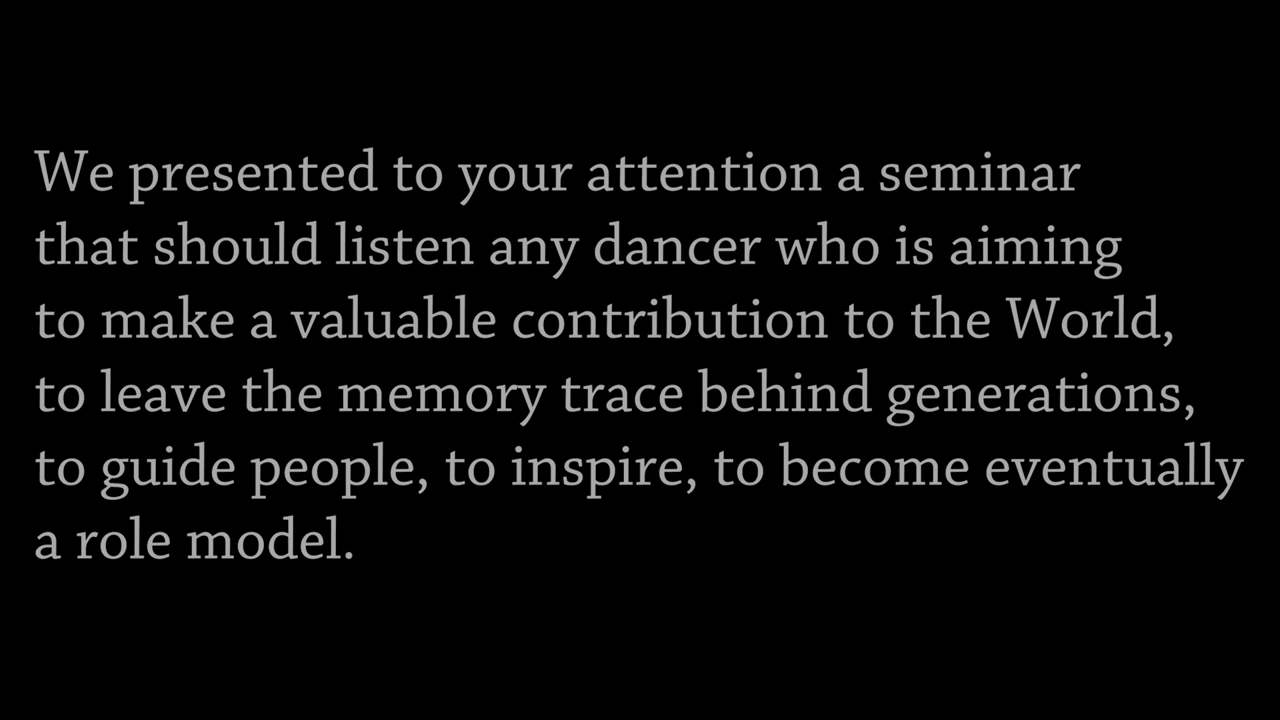 We presented to your attention a seminar
that should listen any dancer who is aiming
to make a valuable contribution to the World,
to leave the memory trace behind generations,
to guide people, to inspire, to become eventually
a role model.